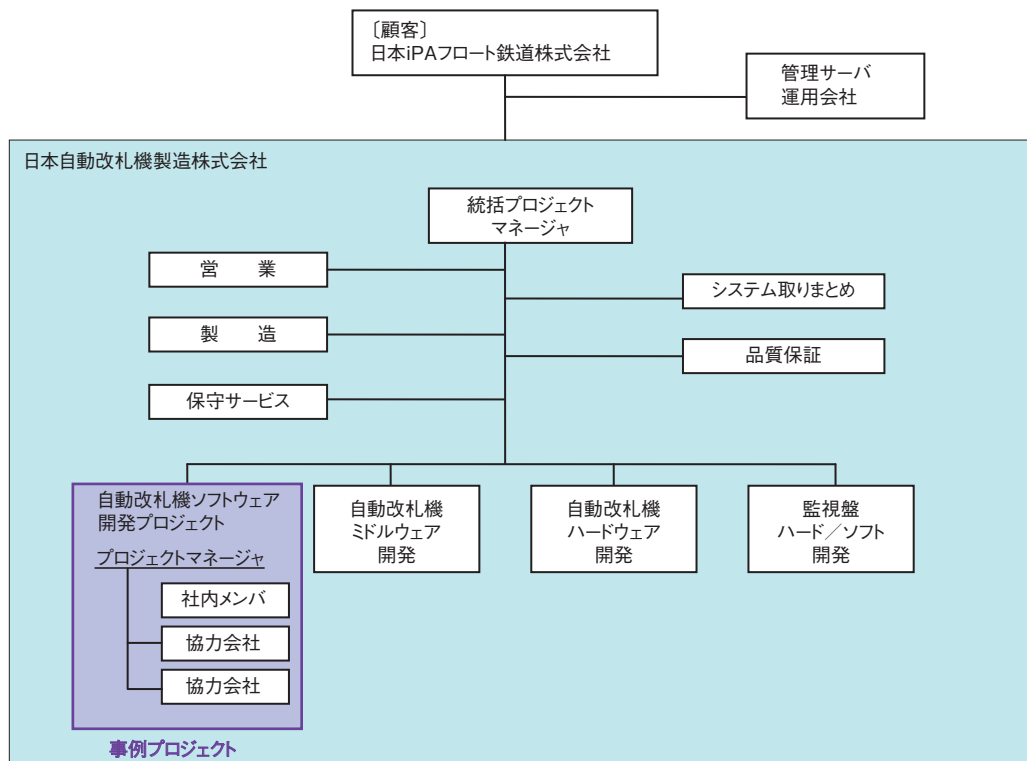 〔顧客〕
日本iPAフロート鉄道株式会社
管理サーバ
運用会社
日本自動改札機製造株式会社
統括プロジェクト
マネージャ
営　　業
システム取りまとめ
製　　造
品質保証
保守サービス
自動改札機ソフトウェア
開発プロジェクト
プロジェクトマネージャ
社内メンバ
協力会社
協力会社
自動改札機
ミドルウェア
開発
自動改札機
ハードウェア
開発
監視盤
ハード／ソフト
開発
事例プロジェクト